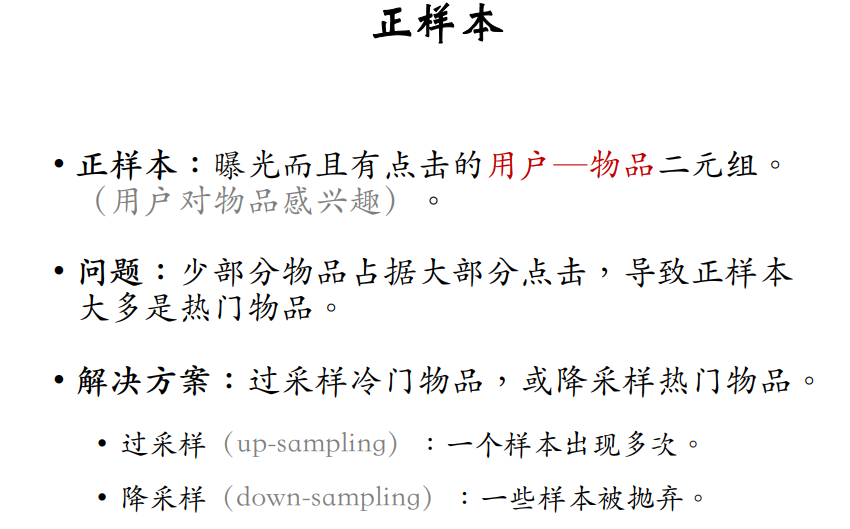 正样本
• 正样本：曝光而且有点击的用户—物品二元组。
（用户对物品感兴趣）。
• 问题：少部分物品占据大部分点击，导致正样本
大多是热门物品。
• 解决方案：过采样冷门物品，或降采样热门物品。
• 过采样（up-sampling）：一个样本出现多次。
• 降采样（down-sampling）：一些样本被抛弃。